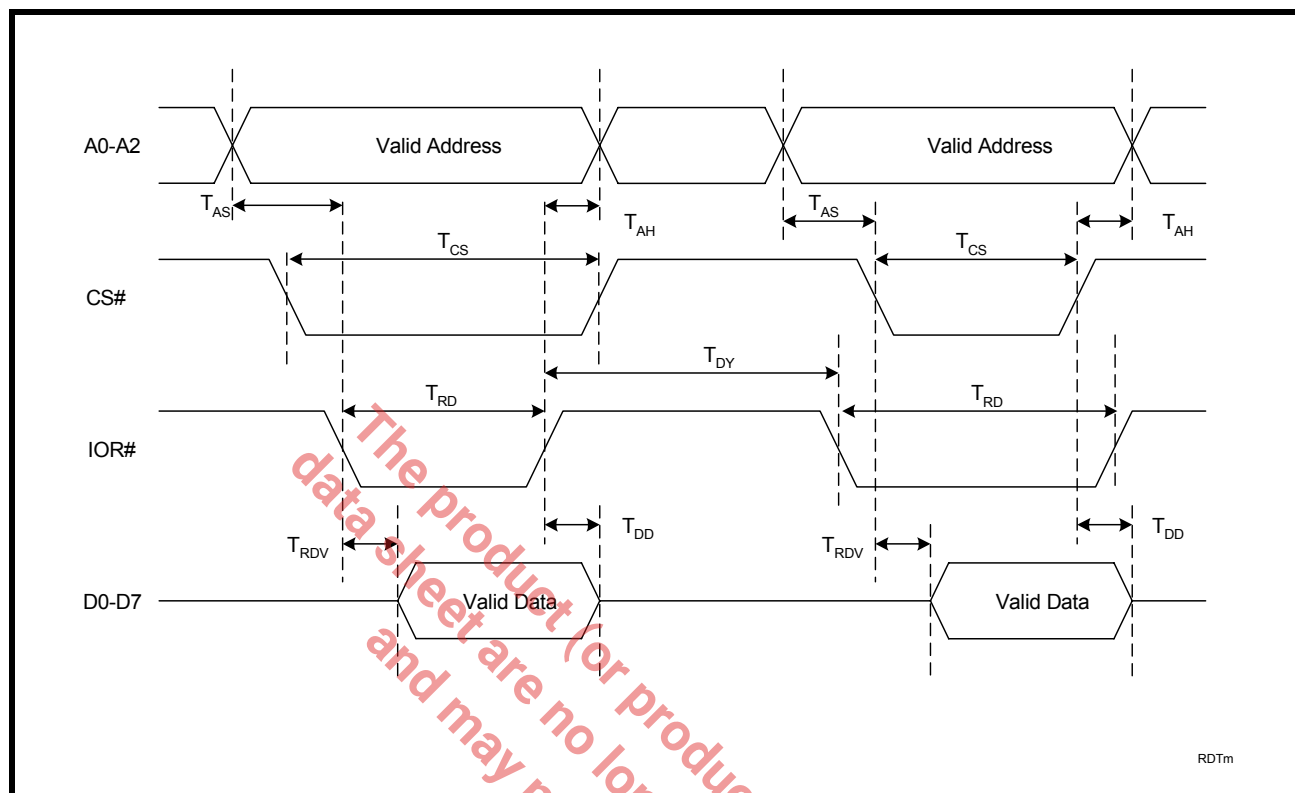 A0-A2
Valid Address
Valid Address
TAS
TAH
TAS
TAH
TCS
TCS
CS#
TDY
TRD
TRD
IOR#
TRDV
TDD
TRDV
TDD
D0-D7
Valid Data
Valid Data
The product (or produc
data sheet are no lon
and may n
RDTm